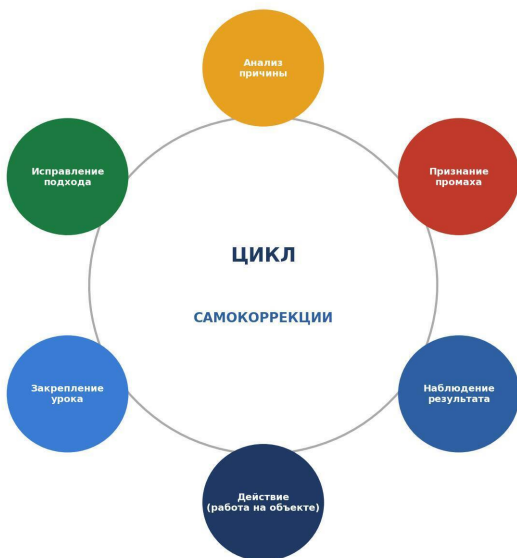 Анализ
причины
Исправление
подхода
Признание
промаха
ЦИКЛ
САМОКОРРЕКЦИИ
Закрепление
урока
Наблюдение
результата
Действие
(работа на объекте)